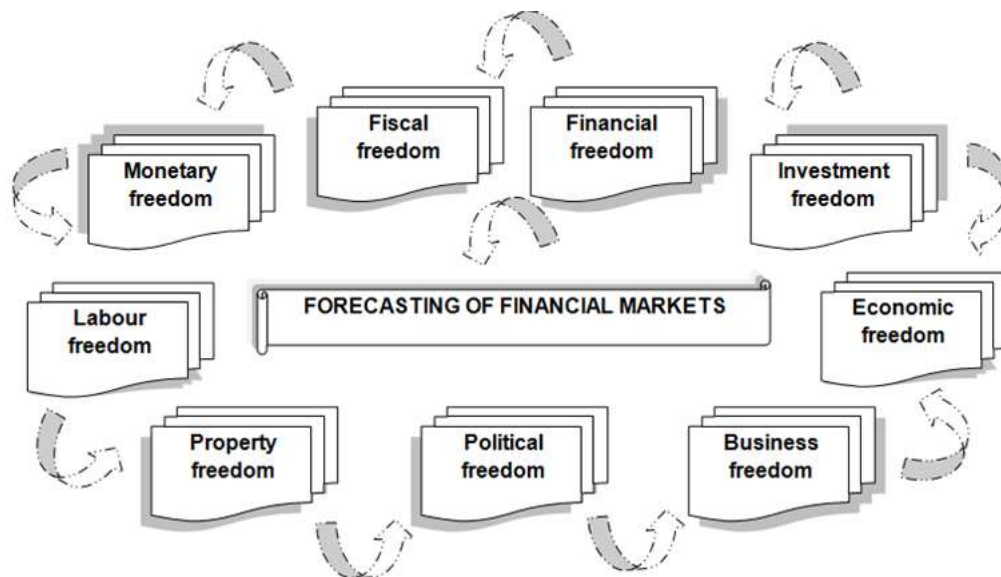 Fiscal
freedom
Financial
freedom
Monetary
freedom
Investment
freedom
FORECASTING OF FINANCIAL MARKETS
Labour
freedom
Economic
freedom
Property
freedom
Political
freedom
Business
freedom